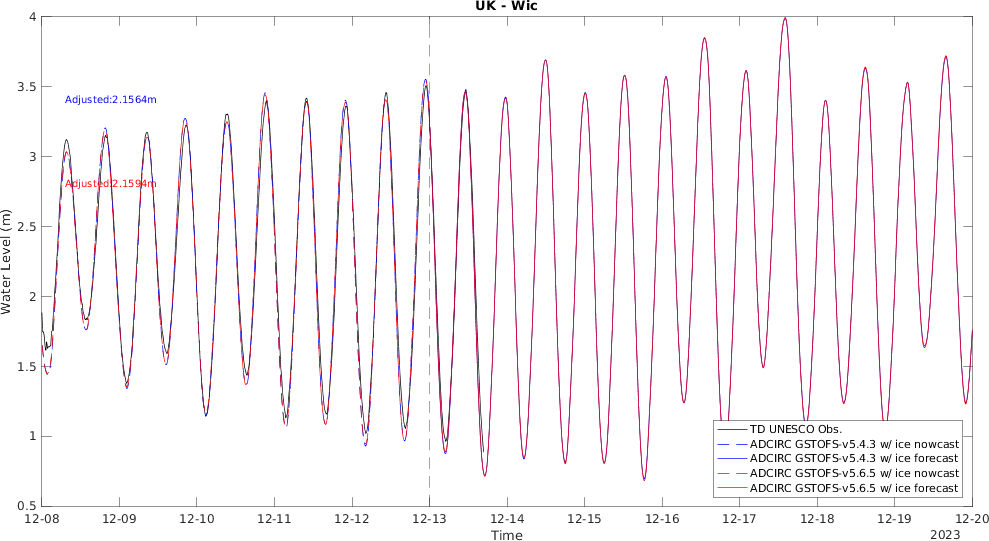 UK - Wic
4
3.5
3
2.5
2
1.5
1
0.5
Water Level (m)
Adjusted:2.1564m
Adjusted:2.1594m
TD UNESCO Obs.
ADCIRC GSTOFS-v5.4.3 w/ ice nowcast
ADCIRC GSTOFS-v5.4.3 w/ ice forecast
ADCIRC GSTOFS-v5.6.5 w/ ice nowcast
ADCIRC GSTOFS-v5.6.5 w/ ice forecast
12-08 12-09 12-10 12-11 12-12 12-13 12-14 12-15 12-16 12-17 12-18 12-19 12-20
Time
2023